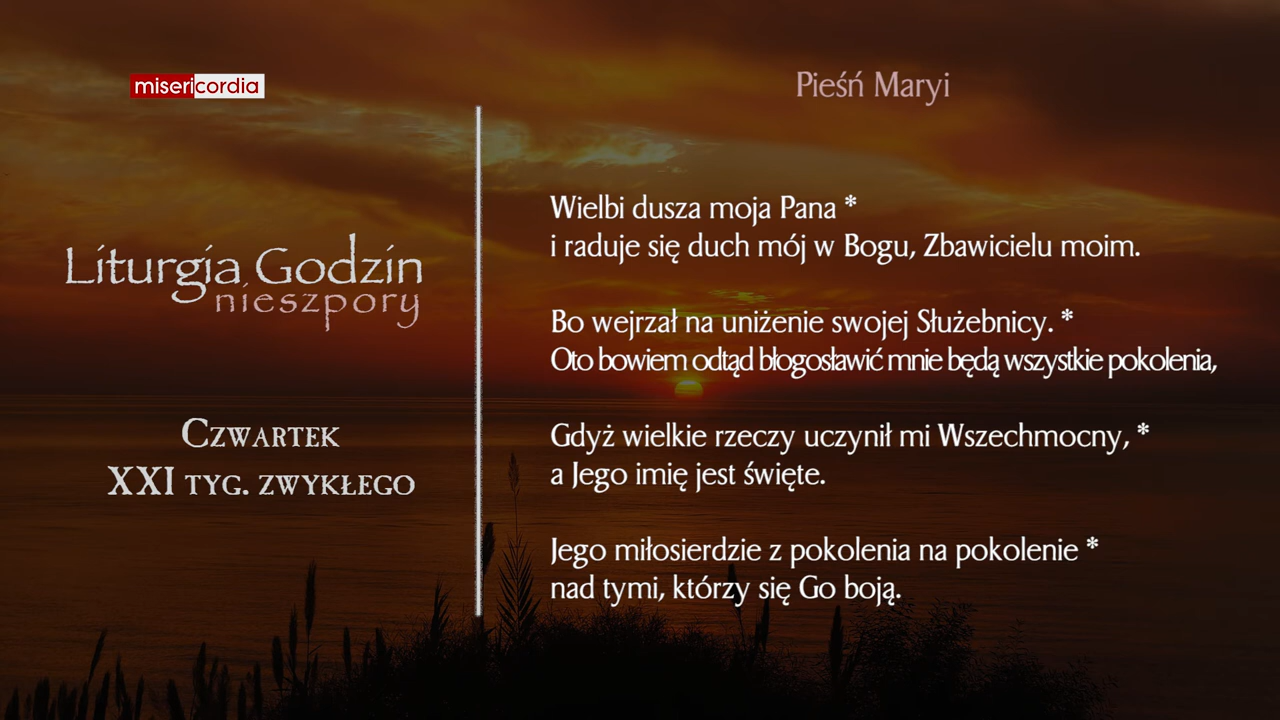 misericordia
Pieśń Maryi
Liturgia Godzin
nieszpory
Czwartek
XXI tyg. zwykłego
Wielbi dusza moja Pana *
i raduje się duch mój w Bogu, Zbawicielu moim.
Bo wejrzał na uniżenie swojej Służebnicy. *
Oto bowiem odtąd błogosławić mnie będą wszystkie pokolenia,
Gdyż wielkie rzeczy uczynił mi Wszechmocny, *
a Jego imię jest święte.
Jego miłosierdzie z pokolenia na pokolenie *
nad tymi, którzy się Go boją.